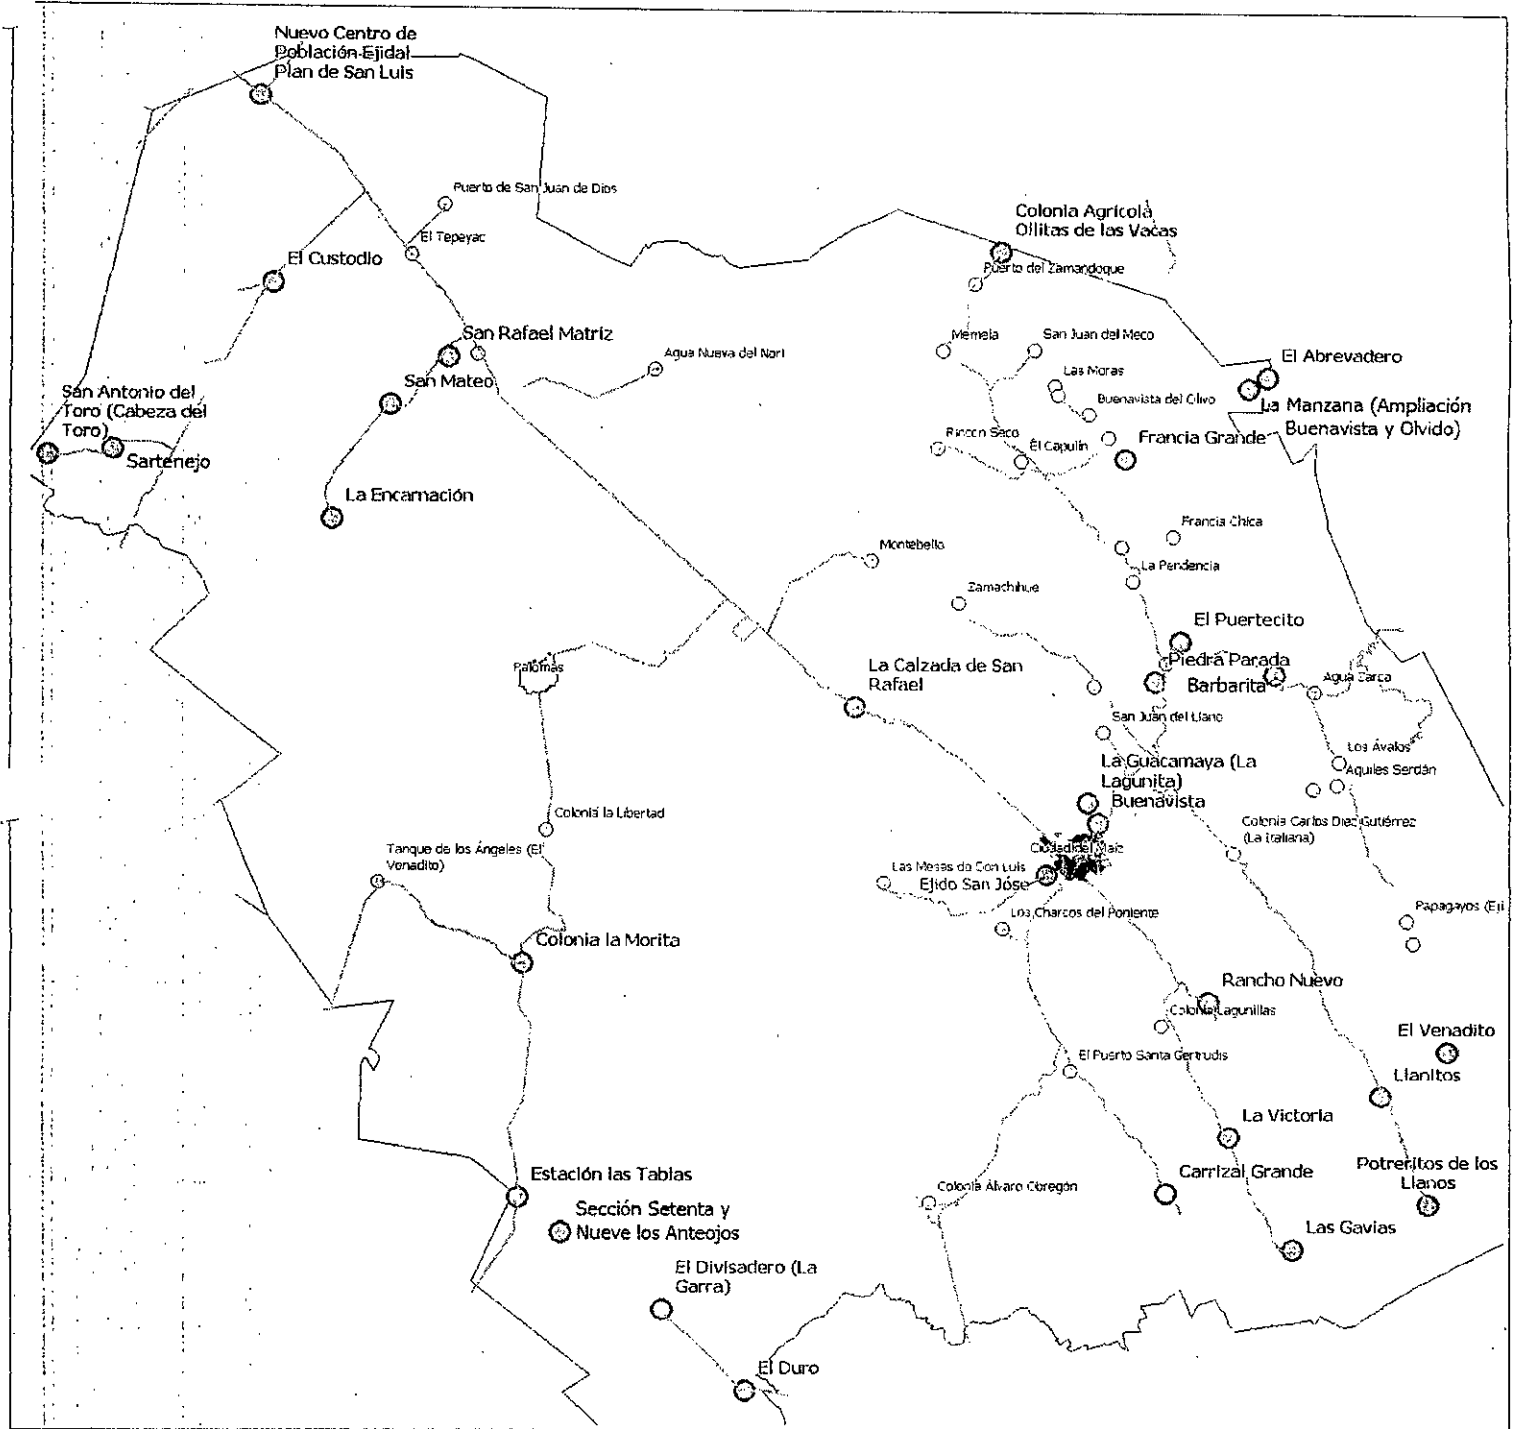 Nuevo Centro de
Población Ejidal
Plan de San Luis
Puerto de San Juan de Dios
El Tepeyac
El Custodio
Colonia Agrícola
Ollitas de las Vacas
Puerto del Zamandoque
San Rafael Matriz
Agua Nueva del Nort
Memela
San Juan del Meco
El Abrevadero
San Mateo
Las Moras
Buenavista del Olivo
La Manzana (Ampliación
Buenavista y Olvido)
San Antonio del
Toro (Cabeza del
Toro)
Sartenejo
Rincon Seco
El Capulín
Francia Grande
La Encarnación
Francia Chica
Montebello
La Pendencia
Zamachihue
El Puertecito
Palomas
La Calzada de San
Rafael
Piedra Parada
Barbarita
Agua Zarca
San Juan del Llano
Los Ávalos
La Guacamaya (La
Lagunita)
Aquiles Serdán
Buenavista
Colonia la Libertad
Colonia Carlos Diez Gutiérrez
(La Italiana)
Tanque de los Ángeles (El
Venadito)
Ciudad del Maíz
Las Mesas de Don Luis
Ejido San Jóse
Los Charcos del Poniente
Papagayos (Eji
Colonia la Morita
Rancho Nuevo
Colonia Lagunillas
El Venadito
El Puerto Santa Gertrudis
Llanitos
La Victoria
Estación las Tablas
Carrizal Grande
Potreritos de los
Llanos
Colonia Álvaro Obregón
Sección Setenta y
Nueve los Anteojos
Las Gavias
El Divisadero (La
Garra)
El Duro